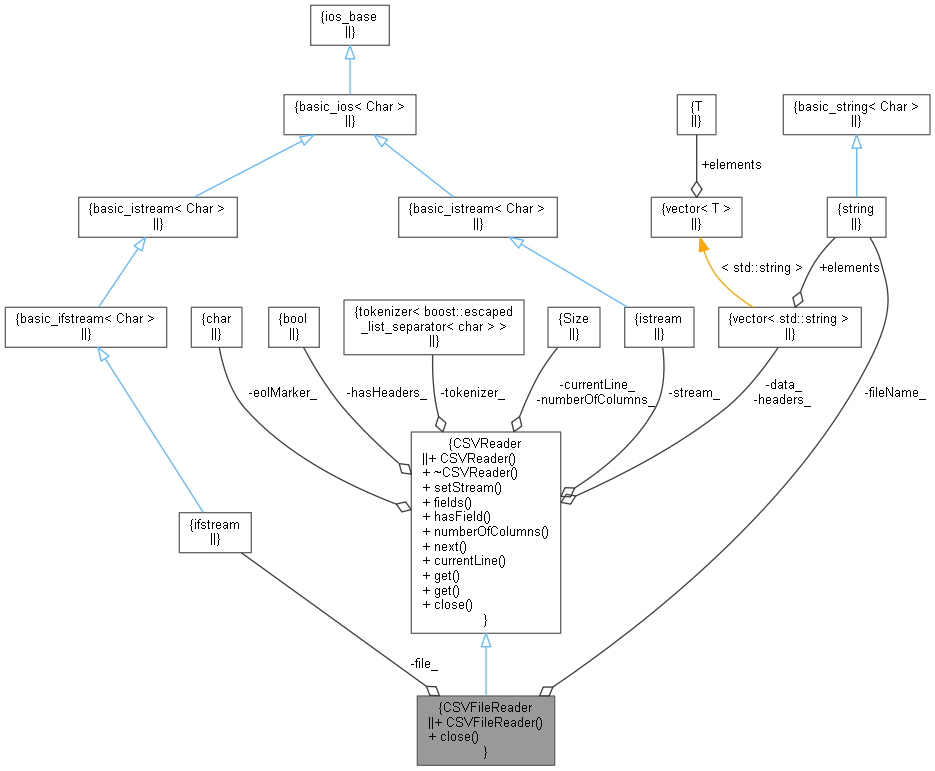 {ios_base
||}
{basic_ios< Char >
||}
{T
||}
{basic_string< Char >
||}
+elements
{basic_istream< Char >
||}
{basic_istream< Char >
||}
{vector< T >
||}
{string
||}
< std::string >
+elements
{basic_ifstream< Char >
||}
{char
||}
{bool
||}
{tokenizer< boost::escaped
_list_separator< char > >
||}
{Size
||}
{istream
||}
{vector< std::string >
||}
-eolMarker_
-hasHeaders_
-tokenizer_
-currentLine_
-numberOfColumns_
-stream_
-data_
-headers_
-fileName_
{CSVReader
||+ CSVReader()
+ ~CSVReader()
+ setStream()
+ fields()
+ hasField()
+ numberOfColumns()
+ next()
+ currentLine()
+ get()
+ get()
+ close()
}
{ifstream
||}
-file_
{CSVFileReader
||+ CSVFileReader()
+ close()
}